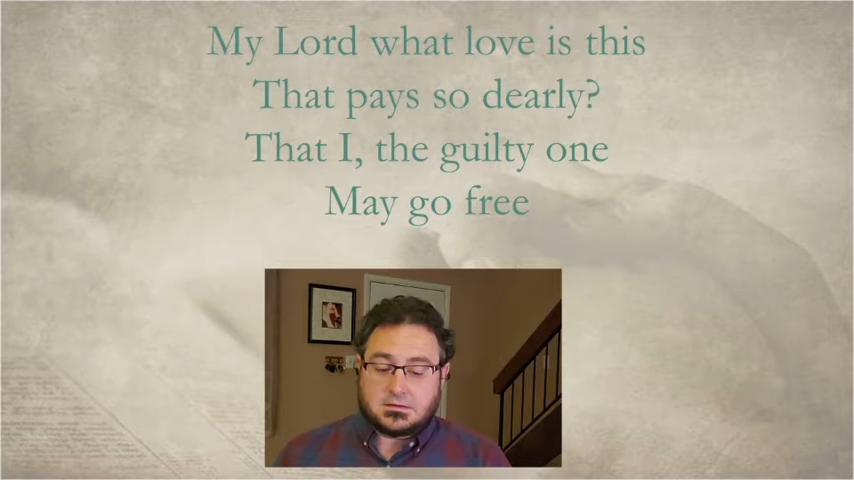 My Lord what love is this
That pays so dearly?
That I, the guilty one
May go free